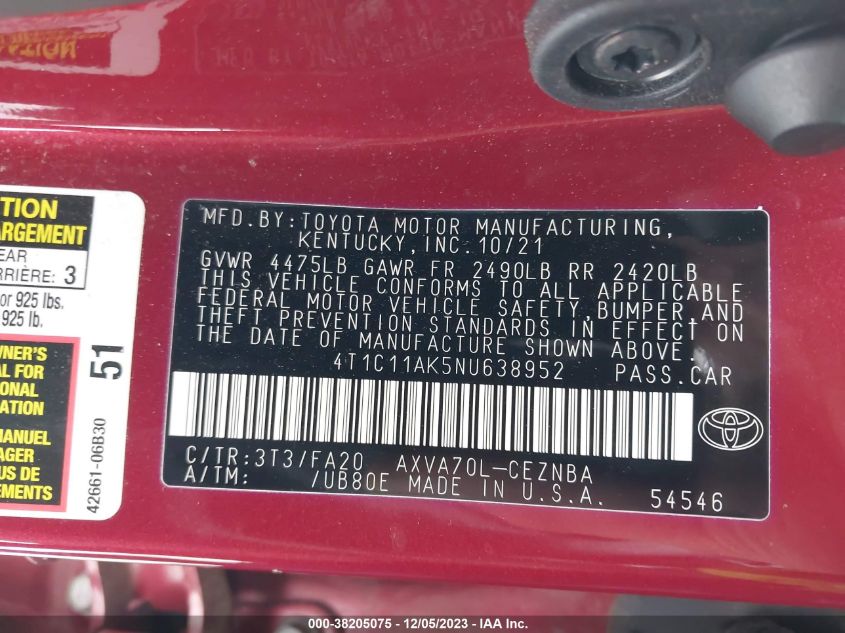 MFD.BY:TOYOTA MOTOR MANUFACTURING,
KENTUCKY,INC.10/21
GVWR 4475LB GAWR FR 2490LB RR 2420LB
THIS VEHICLE CONFORMS TO ALL APPLICABLE
FEDERAL MOTOR VEHICLE SAFETY,BUMPER,AND
THEFT PREVENTION STANDARDS IN EFFECT ON
THE DATE OF MANUFACTURE SHOWN ABOVE.
4T1C11AK5NU638952 PASS.CAR
C/TR:3T3/FA20 AXVA70L-CEZNBA
A/TM: /UB80E MADE IN U.S.A.
54546
TION
ARGEMENT
EAR
RRIÈRE: 3
or 925 lbs.
925 lb.
WNER'S
AL FOR
IONAL
ATION
MANUEL
AGER
US DE
EMENTS
51
42661-06B30
000-38205075 - 12/05/2023 - IAA Inc.